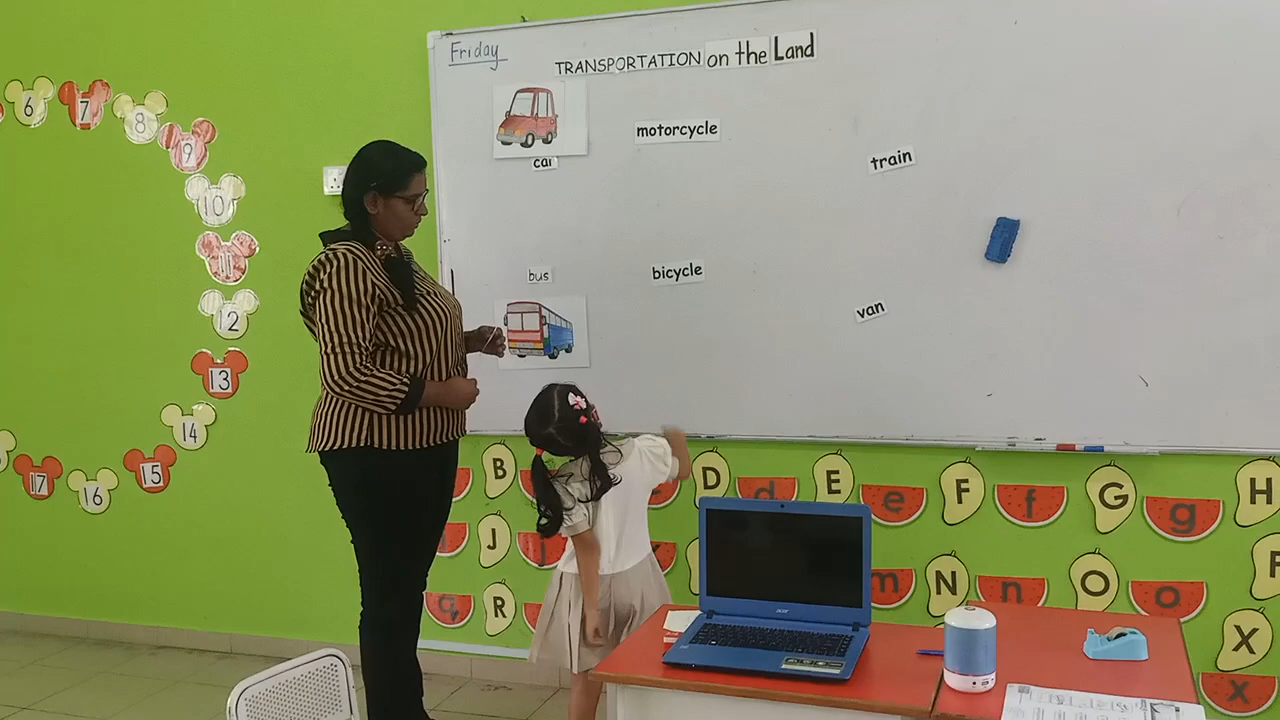 Friday
TRANSPORTATION on the Land
car
motorcycle
train
bus
bicycle
van
6
7
8
9
10
11
12
13
14
15
16
17
B
D
d
E
e
F
f
G
g
H
J
j
m
N
n
O
o
q
R
X
x
acer